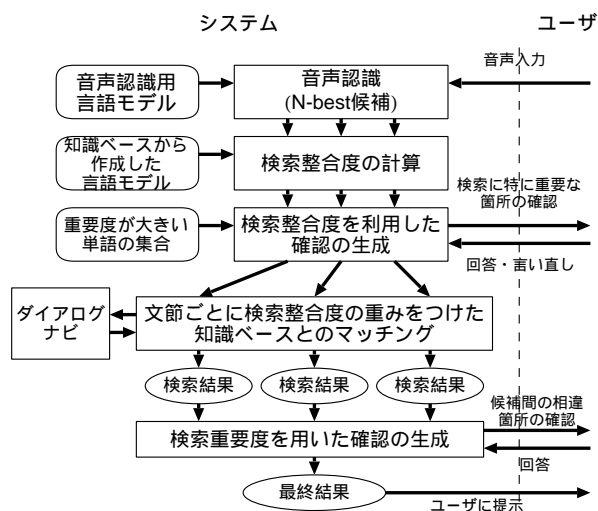 システム
ユーザ
音声認識用
言語モデル
音声認識
(N-best候補)
音声入力
知識ベースから
作成した
言語モデル
検索整合度の計算
重要度が大きい
単語の集合
検索整合度を利用した
確認の生成
検索に特に重要な
箇所の確認
回答・言い直し
ダイアログ
ナビ
文節ごとに検索整合度の重みをつけた
知識ベースとのマッチング
検索結果
検索結果
検索結果
検索重要度を用いた確認の生成
候補間の相違
箇所の確認
回答
最終結果
ユーザに提示